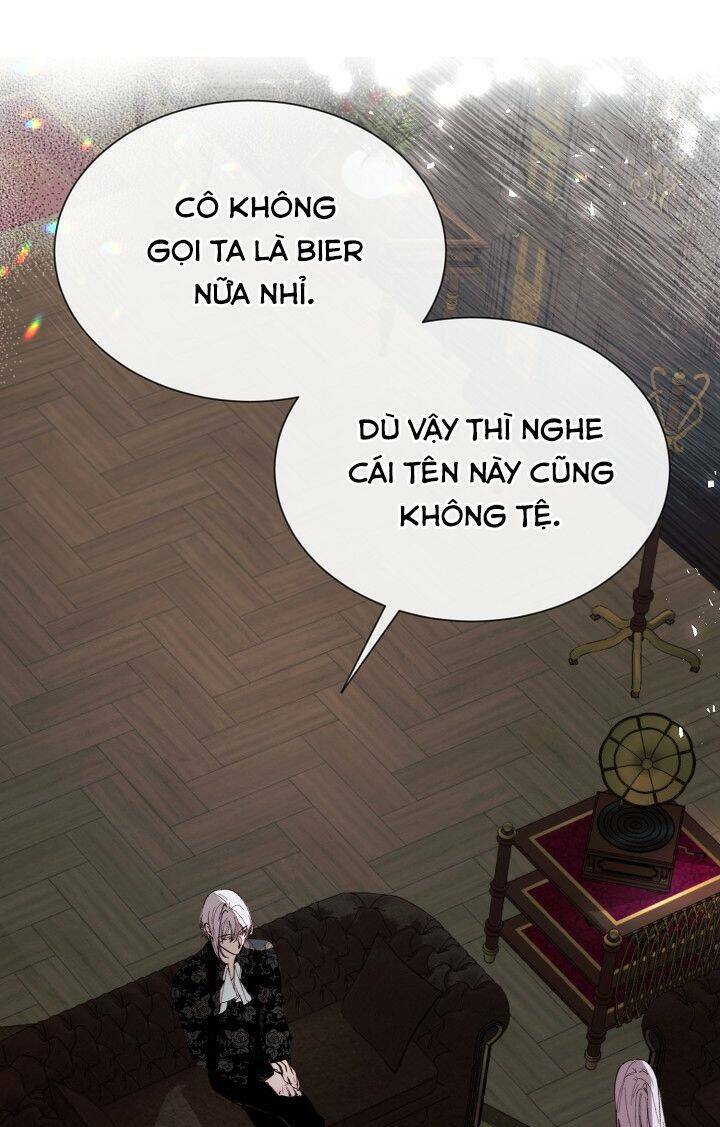 CÔ KHÔNG
GỌI TA LÀ BIER
NỮA NHỈ.
DÙ VẬY THÌ NGHE
CÁI TÊN NÀY CŨNG
KHÔNG TỆ.